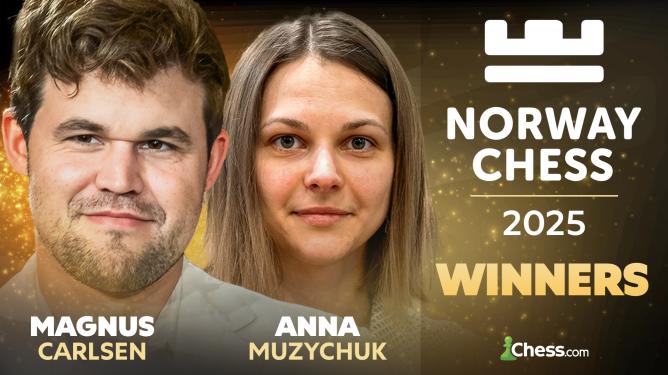 NORWAY
CHESS
2025
WINNERS
MAGNUS
CARLSEN
ANNA
MUZYCHUK
Chess.com